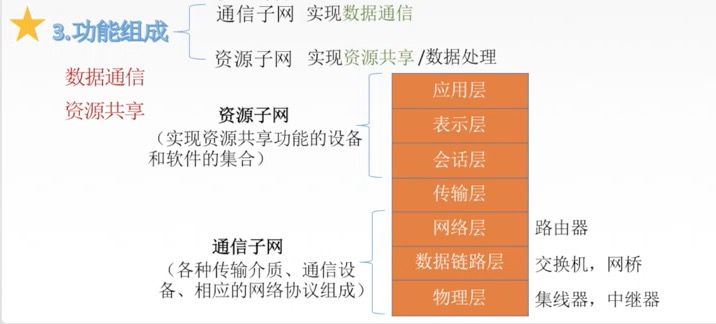 通信子网 实现数据通信
3.功能组成
资源子网 实现资源共享/数据处理
数据通信
资源共享
资源子网
(实现资源共享功能的设备
和软件的集合)
应用层
表示层
会话层
传输层
通信子网
(各种传输介质、通信设
备、相应的网络协议组成)
网络层 路由器
数据链路层 交换机，网桥
物理层 集线器，中继器